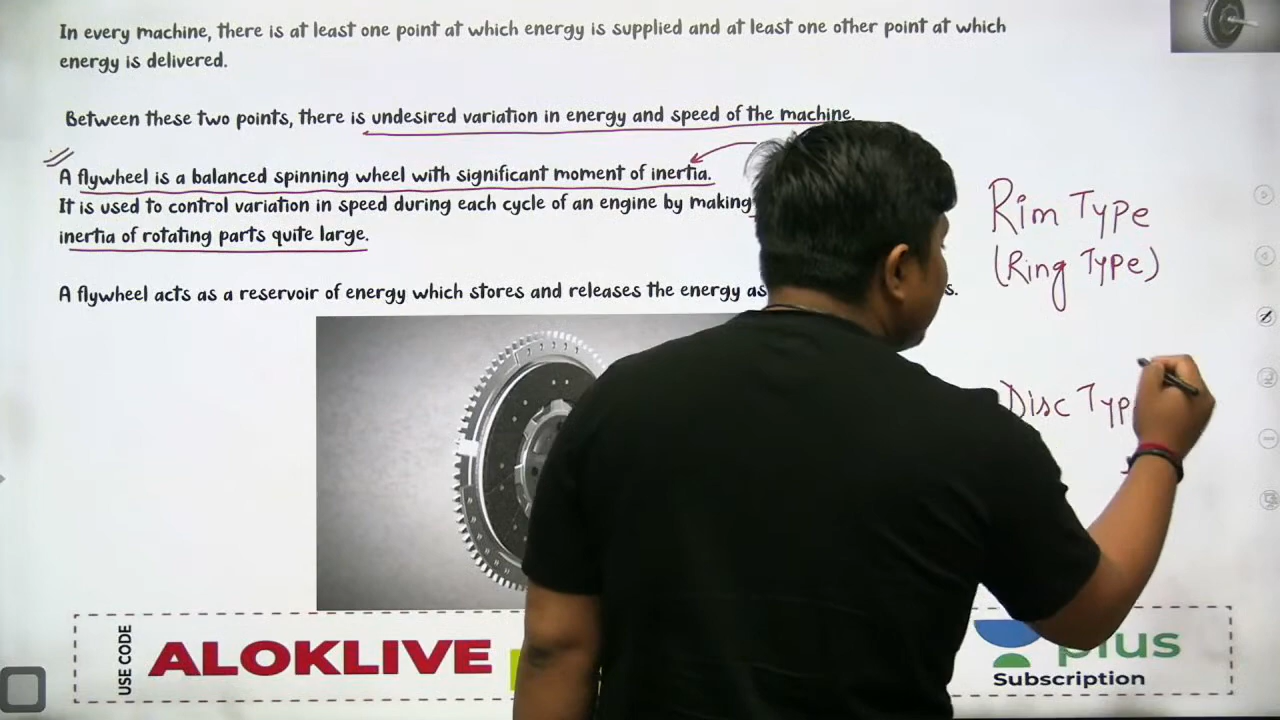 In every machine, there is at least one point at which energy is supplied and at least one other point at which
energy is delivered.
Between these two points, there is undesired variation in energy and speed of the machine.
A flywheel is a balanced spinning wheel with significant moment of inertia.
It is used to control variation in speed during each cycle of an engine by making
inertia of rotating parts quite large.
A flywheel acts as a reservoir of energy which stores and releases the energy as
Rim Type
(Ring Type)
Disc Typ
USE CODE
ALOKLIVE
plus
Subscription